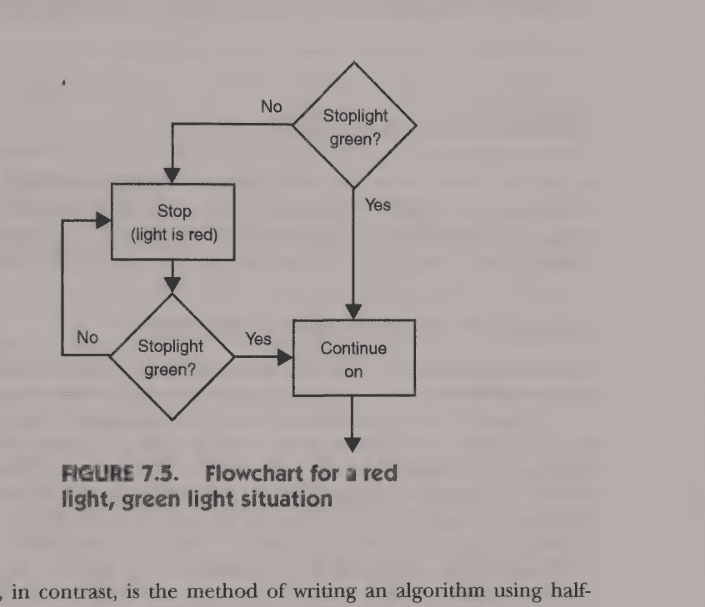 No
Stoplight
green?
Yes
Stop
(light is red)
No
Stoplight
green?
Yes
Continue
on
FIGURE 7.5. Flowchart for a red
light, green light situation
, in contrast, is the method of writing an algorithm using half-